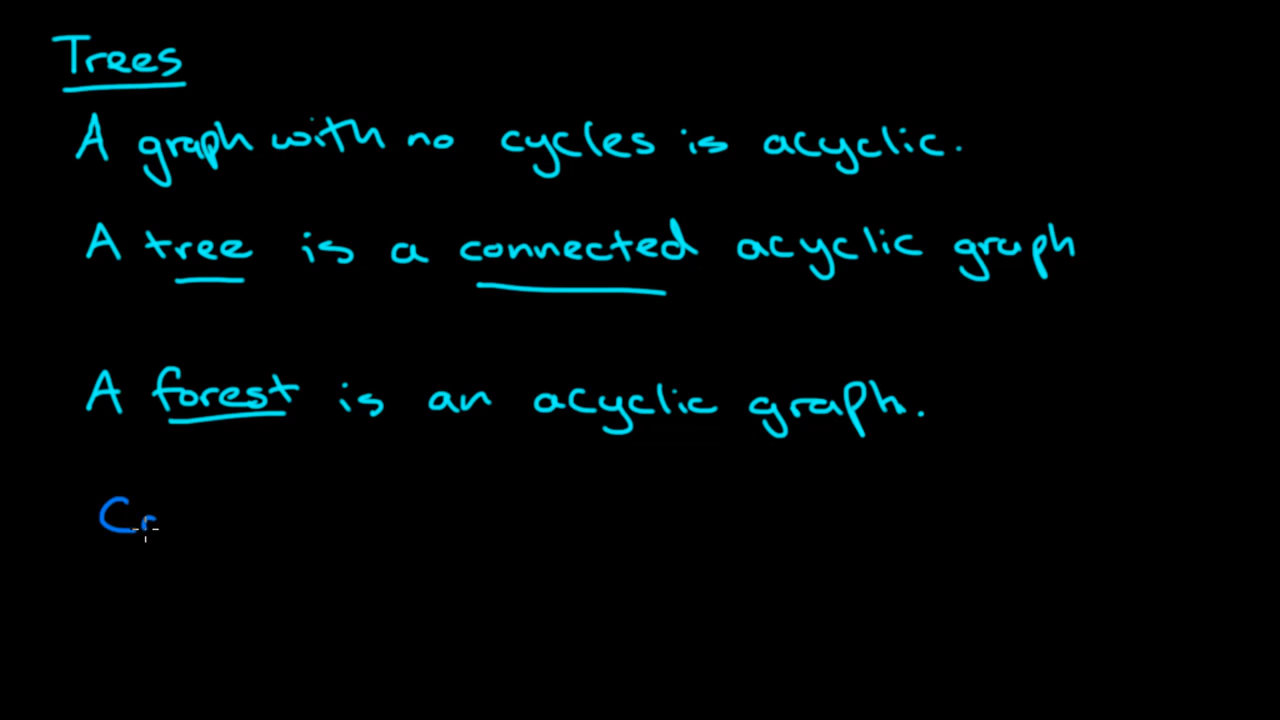 Trees
A graph with no cycles is acyclic.
A tree is a connected acyclic graph
A forest is an acyclic graph.